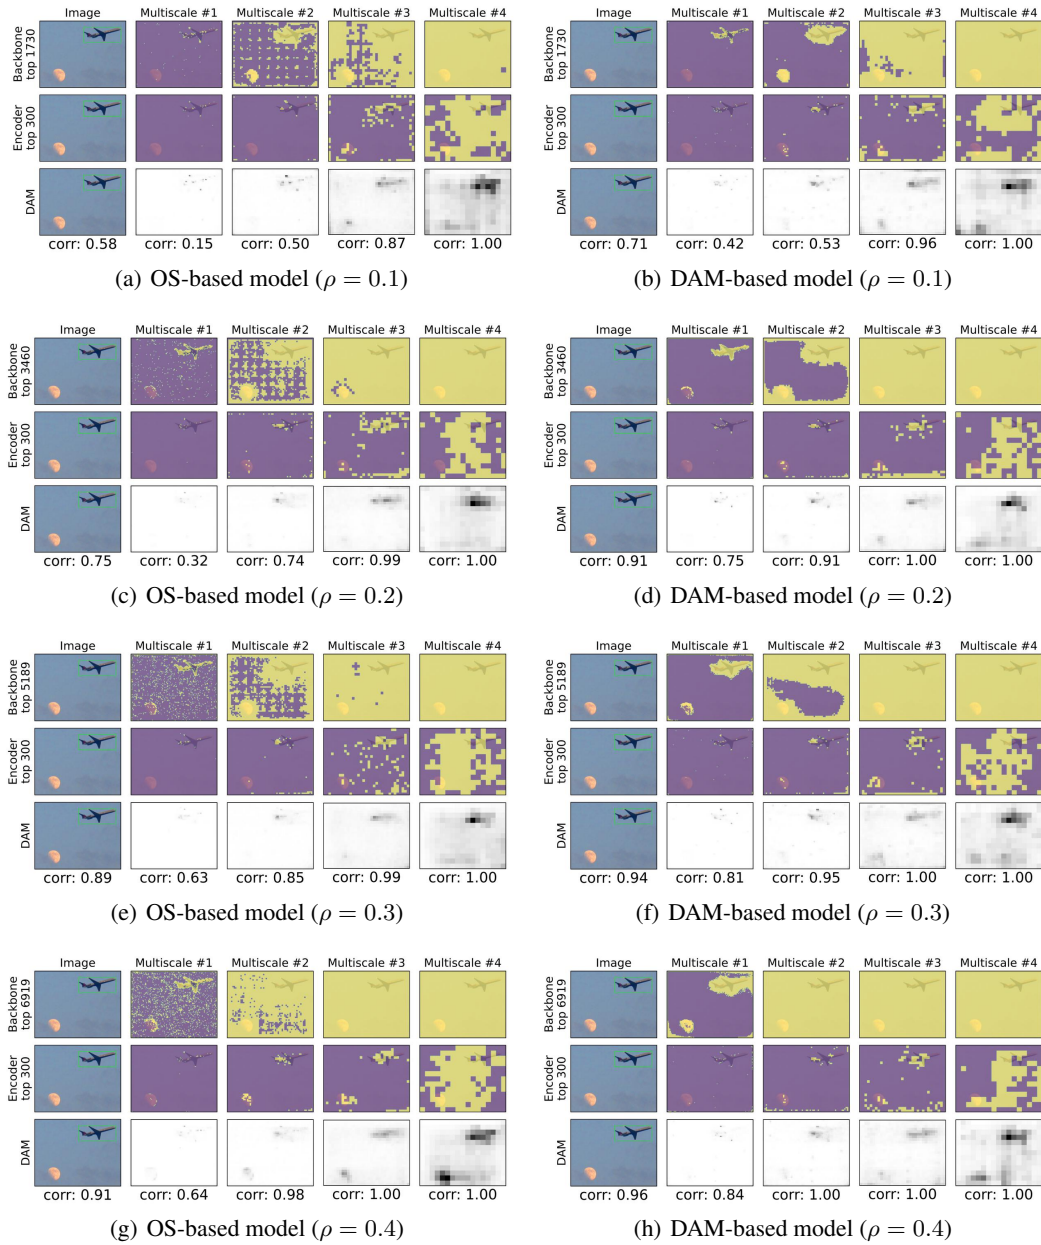 Image Multiscale #1 Multiscale #2 Multiscale #3 Multiscale #4
Backbone top 1730
Encoder top 300
DAM
corr: 0.58 corr: 0.15 corr: 0.50 corr: 0.87 corr: 1.00
(a) OS-based model (ρ = 0.1)
Image Multiscale #1 Multiscale #2 Multiscale #3 Multiscale #4
Backbone top 1730
Encoder top 300
DAM
corr: 0.71 corr: 0.42 corr: 0.53 corr: 0.96 corr: 1.00
(b) DAM-based model (ρ = 0.1)
Image Multiscale #1 Multiscale #2 Multiscale #3 Multiscale #4
Backbone top 3460
Encoder top 300
DAM
corr: 0.75 corr: 0.32 corr: 0.74 corr: 0.99 corr: 1.00
(c) OS-based model (ρ = 0.2)
Image Multiscale #1 Multiscale #2 Multiscale #3 Multiscale #4
Backbone top 3460
Encoder top 300
DAM
corr: 0.91 corr: 0.75 corr: 0.91 corr: 1.00 corr: 1.00
(d) DAM-based model (ρ = 0.2)
Image Multiscale #1 Multiscale #2 Multiscale #3 Multiscale #4
Backbone top 5189
Encoder top 300
DAM
corr: 0.89 corr: 0.63 corr: 0.85 corr: 0.99 corr: 1.00
(e) OS-based model (ρ = 0.3)
Image Multiscale #1 Multiscale #2 Multiscale #3 Multiscale #4
Backbone top 5189
Encoder top 300
DAM
corr: 0.94 corr: 0.81 corr: 0.95 corr: 1.00 corr: 1.00
(f) DAM-based model (ρ = 0.3)
Image Multiscale #1 Multiscale #2 Multiscale #3 Multiscale #4
Backbone top 6919
Encoder top 300
DAM
corr: 0.91 corr: 0.64 corr: 0.98 corr: 1.00 corr: 1.00
(g) OS-based model (ρ = 0.4)
Image Multiscale #1 Multiscale #2 Multiscale #3 Multiscale #4
Backbone top 6919
Encoder top 300
DAM
corr: 0.96 corr: 0.84 corr: 1.00 corr: 1.00 corr: 1.00
(h) DAM-based model (ρ = 0.4)